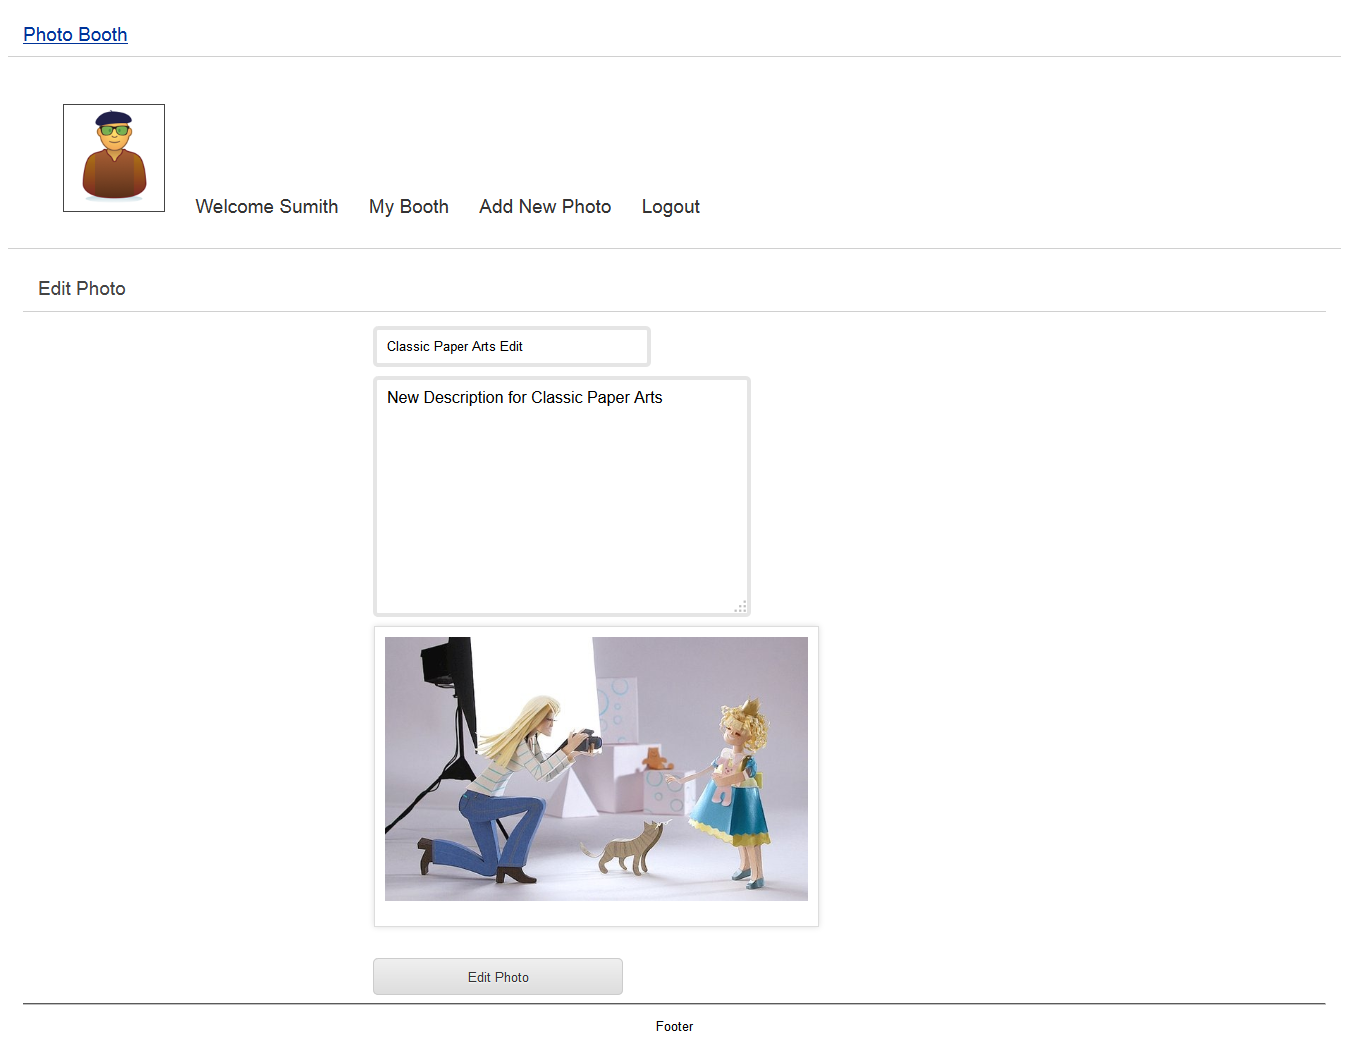 Photo Booth
Welcome Sumith My Booth Add New Photo Logout
Edit Photo
Classic Paper Arts Edit
New Description for Classic Paper Arts
Edit Photo
Footer